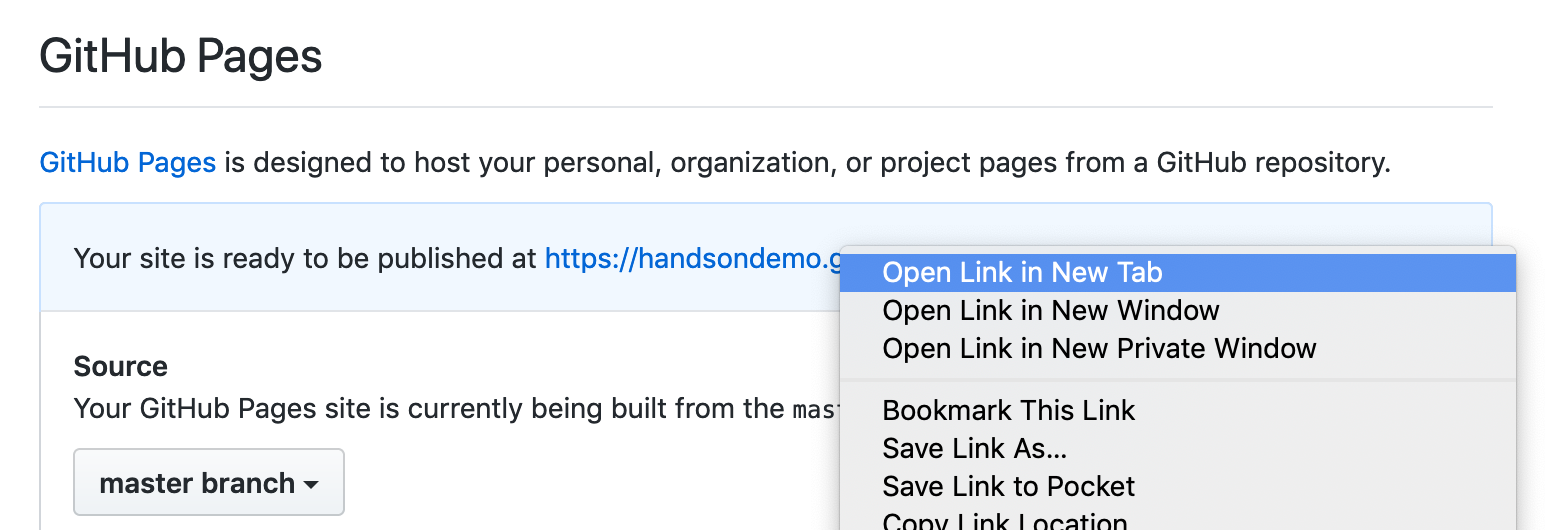 GitHub Pages
GitHub Pages is designed to host your personal, organization, or project pages from a GitHub repository.
Your site is ready to be published at https://handsondemo.g
Open Link in New Tab
Open Link in New Window
Open Link in New Private Window
Source
Your GitHub Pages site is currently being built from the mas
Bookmark This Link
Save Link As...
master branch
Save Link to Pocket
Copy Link Location